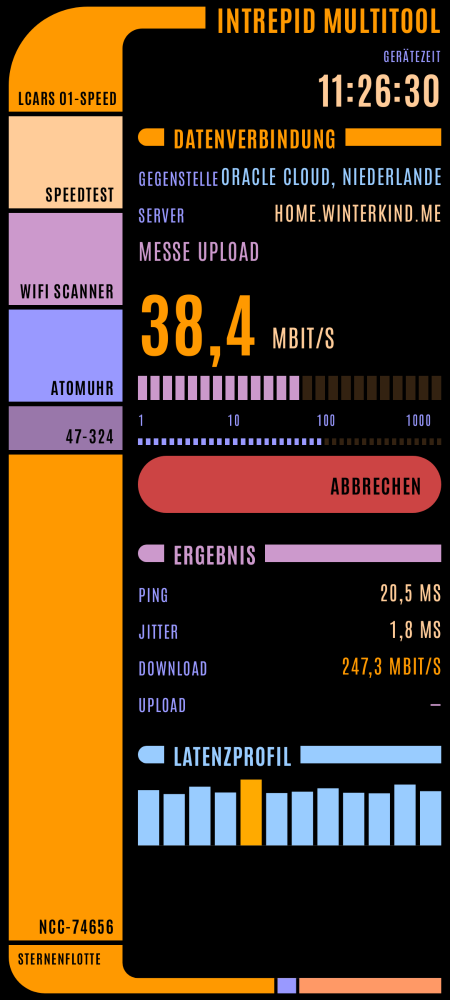 INTREPID MULTITOOL
GERÄTEZEIT
11:26:30
LCARS 01-SPEED
DATENVERBINDUNG
GEGENSTELLE ORACLE CLOUD, NIEDERLANDE
SPEEDTEST
SERVER HOME.WINTERKIND.ME
MESSE UPLOAD
WIFI SCANNER
38,4 MBIT/S
ATOMUHR
1 10 100 1000
47-324
ABBRECHEN
ERGEBNIS
PING 20,5 MS
JITTER 1,8 MS
DOWNLOAD 247,3 MBIT/S
UPLOAD –
LATENZPROFIL
NCC-74656
STERNENFLOTTE